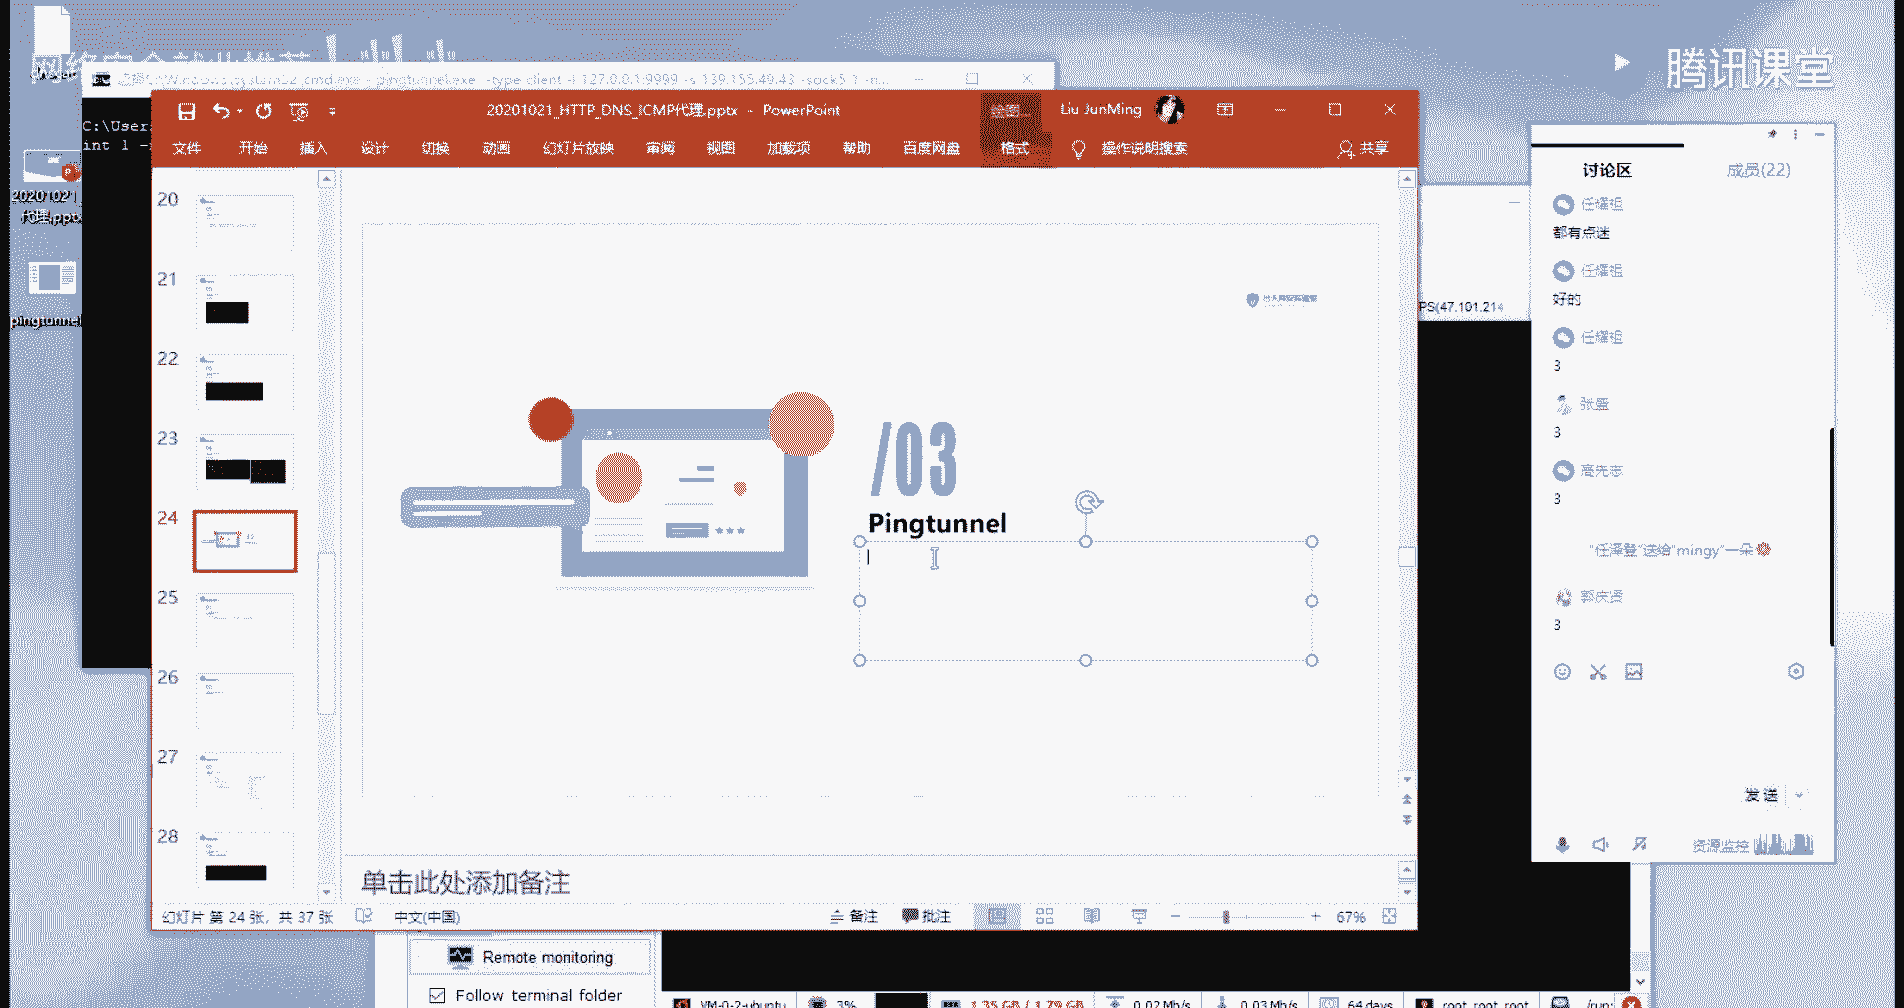 网络安全就业推荐
腾讯课堂
C:\Windows\system32\cmd.exe - pingtunnel.exe -type client -l 127.0.0.1:9999 -s 139.155.49.43 -sock5 1 -n...
C:\User
int 1 -
20201021_
代理.pptx
pingtunnel
20201021_HTTP_DNS_ICMP代理.pptx - PowerPoint
Liu JunMing
文件 开始 插入 设计 切换 动画 幻灯片放映 审阅 视图 加载项 帮助 百度网盘 格式 操作说明搜索 共享
20
21
22
23
24
25
26
27
28
/03
Pingtunnel
单击此处添加备注
幻灯片 第 24 张，共 37 张 中文(中国) 备注 批注 67%
PS(47.101.214
讨论区 成员(22)
任耀祖
都有点迷
任耀祖
好的
任耀祖
3
张盛
3
高先志
3
送给"mingy"一朵
3
发送
资源监控
Remote monitoring
Follow terminal folder
VM-0-2-ubuntu 3% 1.35 GB / 1.79 GB 0.02 Mb/s 0.03 Mb/s 64 days root root root /run: